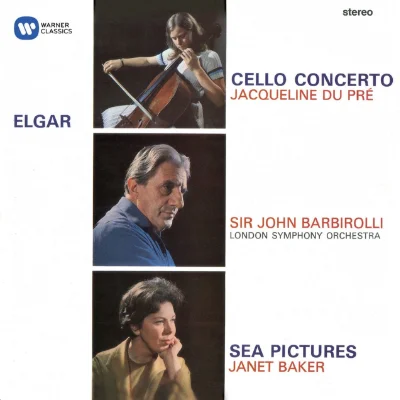 WARNER
CLASSICS
stereo
CELLO CONCERTO
JACQUELINE DU PRÉ
ELGAR
SIR JOHN BARBIROLLI
LONDON SYMPHONY ORCHESTRA
SEA PICTURES
JANET BAKER